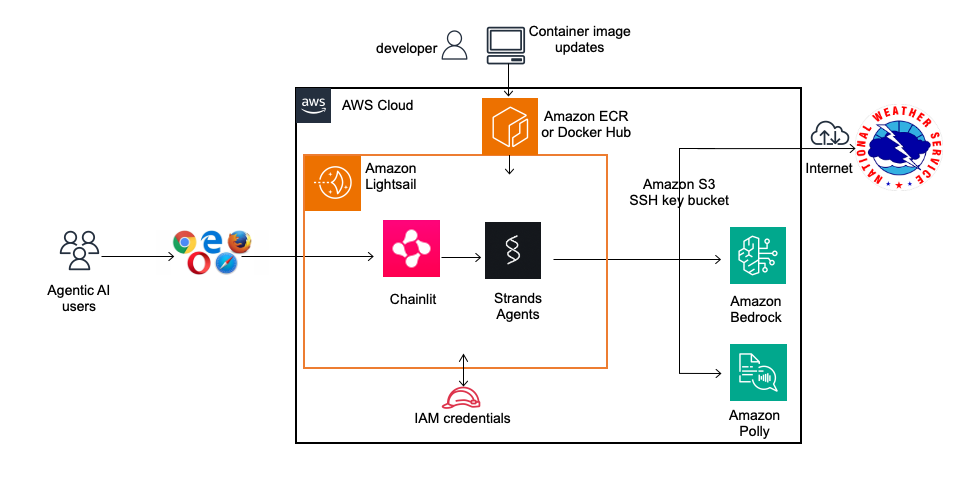 developer
Container image
updates
aws
AWS Cloud
Amazon ECR
or Docker Hub
Amazon
Lightsail
Amazon S3
SSH key bucket
Internet
NATIONAL WEATHER SERVICE
Agentic AI
users
Chainlit
Strands
Agents
Amazon
Bedrock
IAM credentials
Amazon
Polly